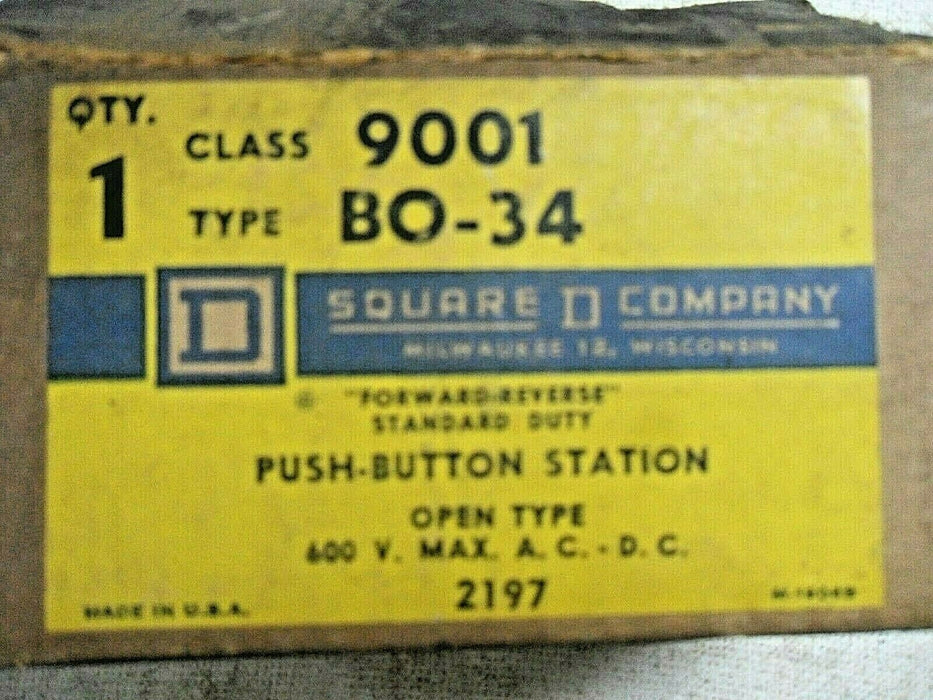 QTY.
1
CLASS 9001
TYPE BO-34
D SQUARE D COMPANY
MILWAUKEE 12, WISCONSIN
"FORWARD-REVERSE"
STANDARD DUTY
PUSH-BUTTON STATION
OPEN TYPE
600 V. MAX. A. C. - D. C.
2197
MADE IN U.S.A.